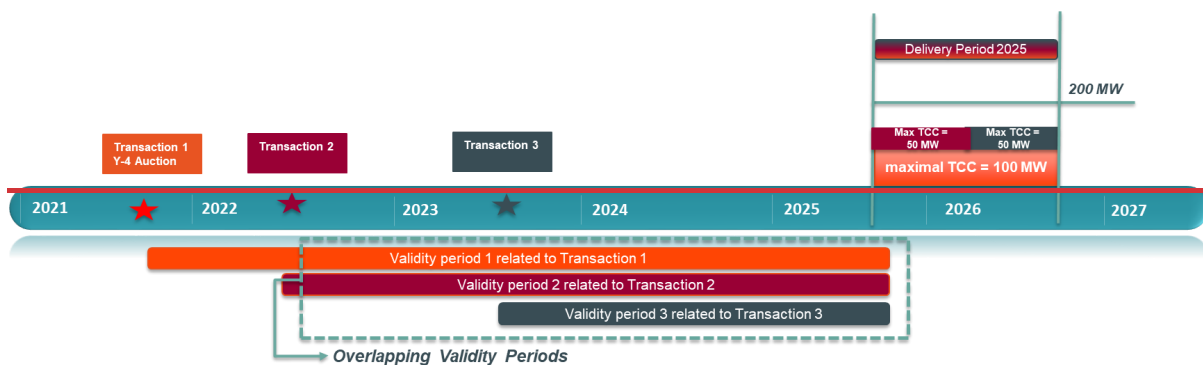 Delivery Period 2025
200 MW
Transaction 1
Y-4 Auction
Transaction 2
Transaction 3
Max TCC =
50 MW
Max TCC =
50 MW
maximal TCC = 100 MW
2021
2022
2023
2024
2025
2026
2027
Validity period 1 related to Transaction 1
Validity period 2 related to Transaction 2
Validity period 3 related to Transaction 3
Overlapping Validity Periods